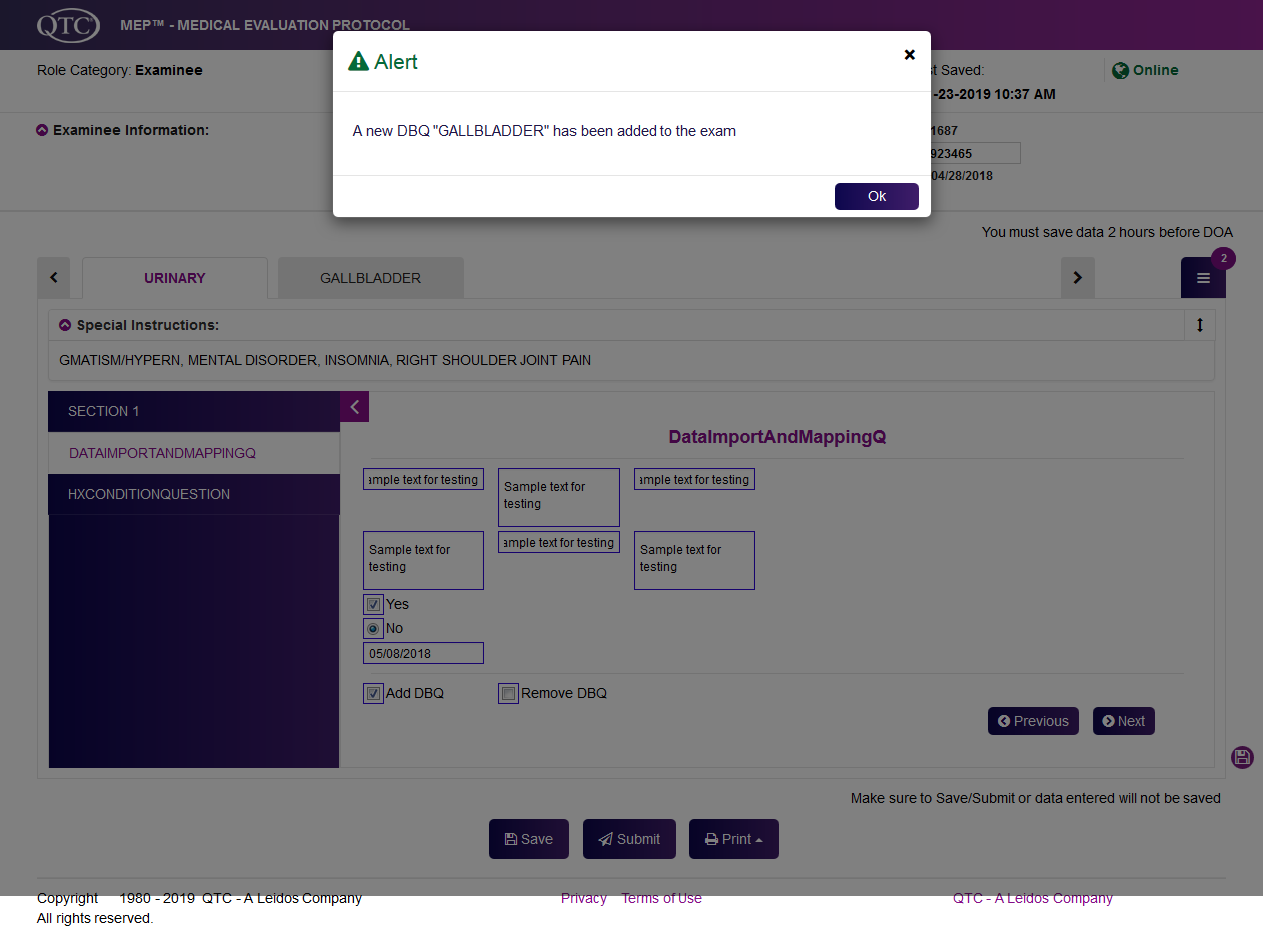 QTC MEP™ - MEDICAL EVALUATION PROTOCOL
Alert
Role Category: Examinee
Saved:
Online
-23-2019 10:37 AM
A new DBQ "GALLBLADDER" has been added to the exam
Examinee Information:
1687
923465
04/28/2018
Ok
You must save data 2 hours before DOA
2
URINARY
GALLBLADDER
Special Instructions:
GMATISM/HYPERN, MENTAL DISORDER, INSOMNIA, RIGHT SHOULDER JOINT PAIN
SECTION 1
DATAIMPORTANDMAPPINGQ
HXCONDITIONQUESTION
DataImportAndMappingQ
ample text for testing
Sample text for
testing
ample text for testing
Sample text for
testing
ample text for testing
Sample text for
testing
Yes
No
05/08/2018
Add DBQ
Remove DBQ
Previous
Next
Make sure to Save/Submit or data entered will not be saved
Save
Submit
Print
Copyright 1980 - 2019 QTC - A Leidos Company
All rights reserved.
Privacy
Terms of Use
QTC - A Leidos Company